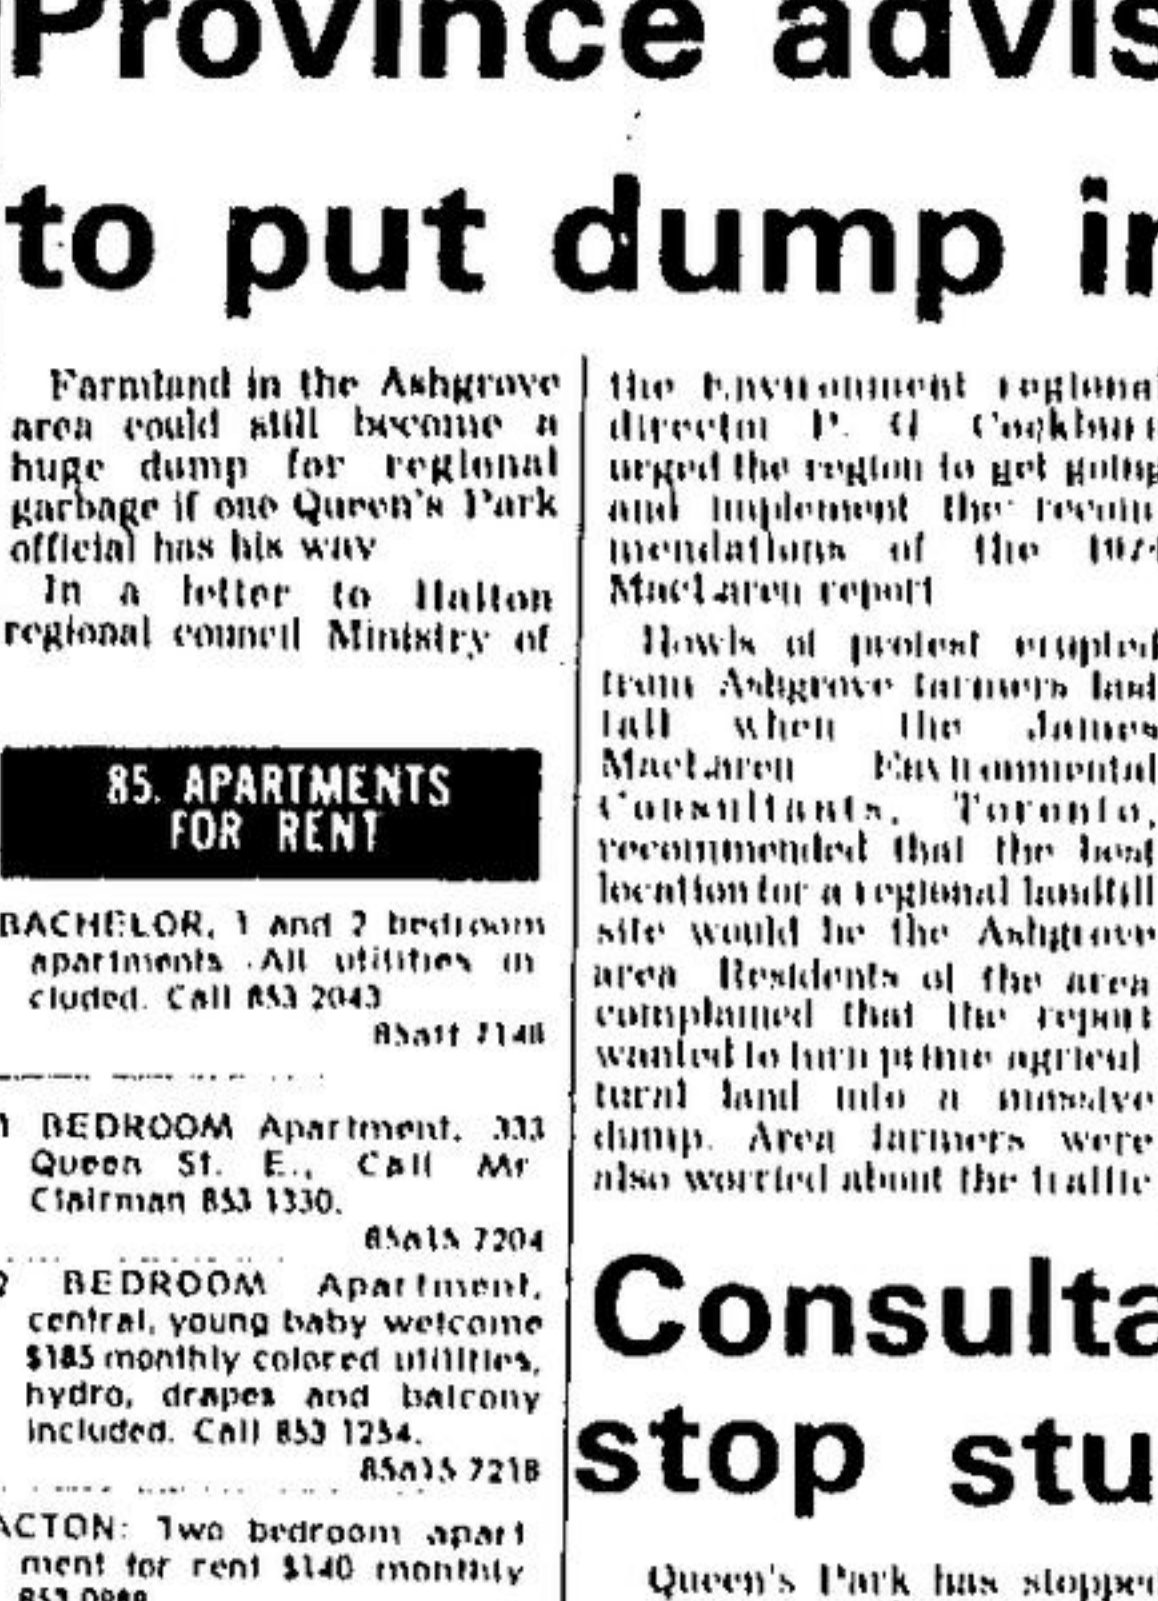 Province advis
to put dump in
Farmland in the Ashgrove
area could still become a
huge dump for regional
garbage if one Queen's Park
official has his way
In a letter to Halton
regional council Ministry of
85. APARTMENTS
FOR RENT
BACHELOR, 1 and 2 bedroom
apartments. All utilities in
cluded. Call 853 2043
1 BEDROOM Apartment, 333
Queen St. E., Call Mr
Clairman 853 1330.
85a15 7204
2 BEDROOM Apartment,
central, young baby welcome
$185 monthly colored utilities,
hydro, drapes and balcony
included. Call 853 1254.
85a15 7218
ACTON: Two bedroom apart
ment for rent $140 monthly
the Environment regional
director P. G Cockburn
urged the region to get going
and implement the recom
mendations of the 1974
MacLaren report
Howls of protest erupted
from Ashgrove farmers last
fall when the James
MacLaren Environmental
Consultants, Toronto,
recommended that the best
location for a regional landfill
site would be the Ashgrove
area Residents of the area
complained that the report
wanted to turn prime agricul
tural land into a massive
dump. Area farmers were
also worried about the traffic
Consulta
stop stu
Queen's Park has stopped